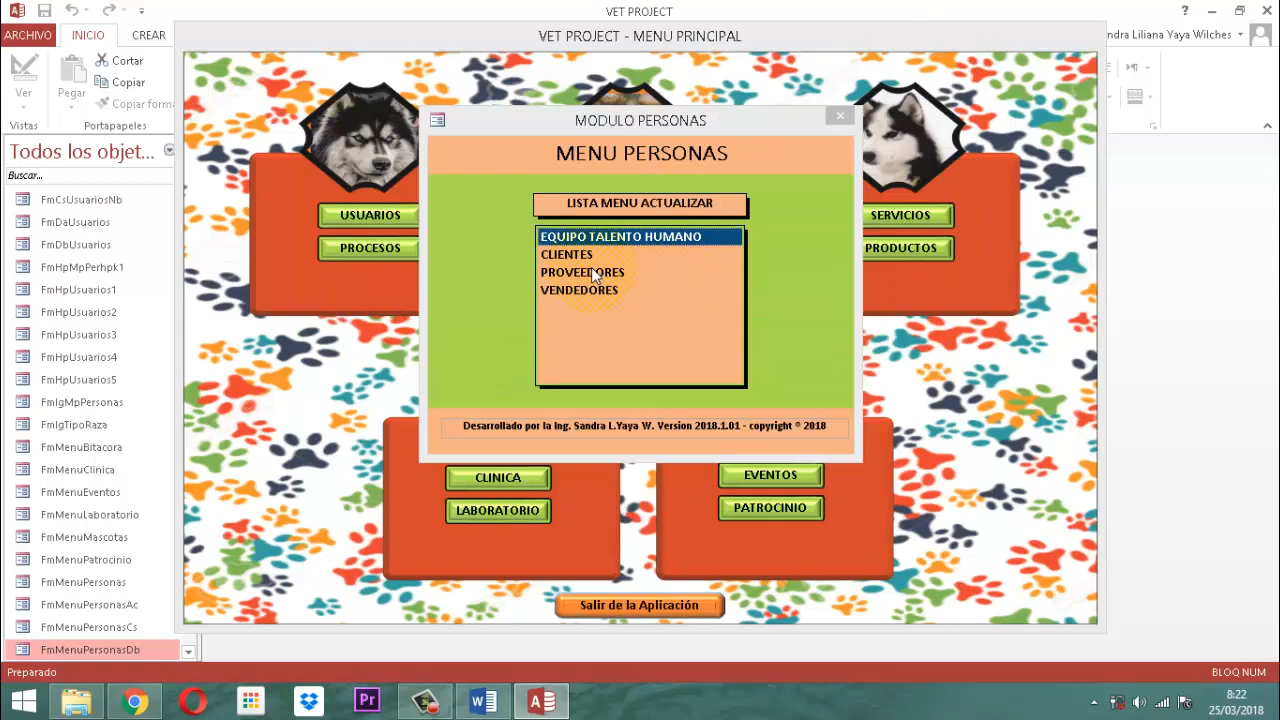 VET PROJECT
ndra Liliana Yaya Wilches
ARCHIVO
INICIO
CREAR
Ver
Pegar
Cortar
Copiar
Copiar forma
Vistas
Portapapeles
Todos los objet...
Buscar...
FmCsUsuariosNb
FmDaUsuarios
FmDbUsuarios
FmHpMpPerhpk1
FmHpUsuarios1
FmHpUsuarios2
FmHpUsuarios3
FmHpUsuarios4
FmHpUsuarios5
FmIgMpPersonas
FmIgTipoRaza
FmMenuBitacora
FmMenuClinica
FmMenuEventos
FmMenuLaboratorio
FmMenuMascotas
FmMenuPatrocinio
FmMenuPersonas
FmMenuPersonasAc
FmMenuPersonasCs
FmMenuPersonasDb
VET PROJECT - MENU PRINCIPAL
USUARIOS
PROCESOS
SERVICIOS
PRODUCTOS
MODULO PERSONAS
MENU PERSONAS
LISTA MENU ACTUALIZAR
EQUIPO TALENTO HUMANO
CLIENTES
PROVEEDORES
VENDEDORES
Desarrollado por la Ing. Sandra L.Yaya W. Version 2018.1.01 - copyright ® 2018
CLINICA
LABORATORIO
EVENTOS
PATROCINIO
Salir de la Aplicación
Preparado
BLOQ NUM
Pr
8:22
25/03/2018